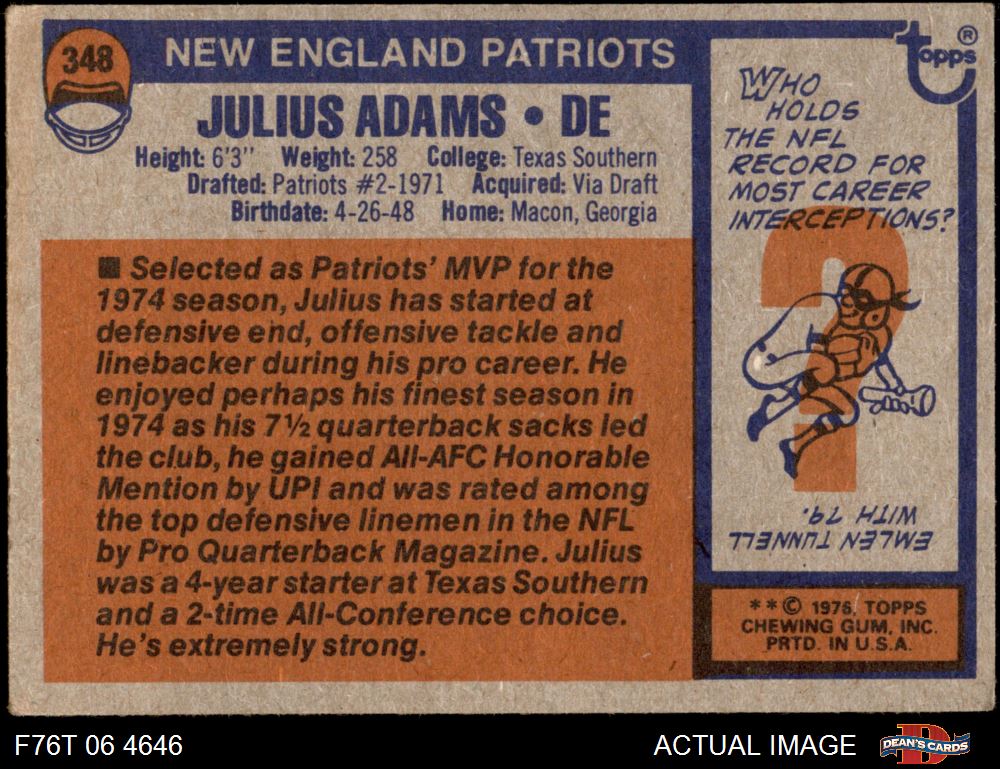 348
NEW ENGLAND PATRIOTS
JULIUS ADAMS • DE
Height: 6'3" Weight: 258 College: Texas Southern
Drafted: Patriots #2-1971 Acquired: Via Draft
Birthdate: 4-26-48 Home: Macon, Georgia
■ Selected as Patriots' MVP for the
1974 season, Julius has started at
defensive end, offensive tackle and
linebacker during his pro career. He
enjoyed perhaps his finest season in
1974 as his 7½ quarterback sacks led
the club, he gained All-AFC Honorable
Mention by UPI and was rated among
the top defensive linemen in the NFL
by Pro Quarterback Magazine. Julius
was a 4-year starter at Texas Southern
and a 2-time All-Conference choice.
He's extremely strong.
Topps ®
WHO
HOLDS
THE NFL
RECORD FOR
MOST CAREER
INTERCEPTIONS?
EMLEN TUNNELL
WITH 79.
**© 1976, TOPPS
CHEWING GUM, INC.
PRTD. IN U.S.A.
F76T 06 4646
ACTUAL IMAGE
DEAN'S CARDS